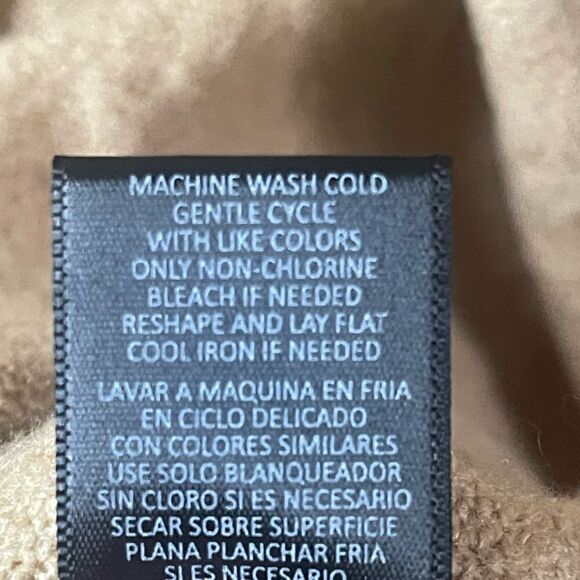 MACHINE WASH COLD
GENTLE CYCLE
WITH LIKE COLORS
ONLY NON-CHLORINE
BLEACH IF NEEDED
RESHAPE AND LAY FLAT
COOL IRON IF NEEDED
LAVAR A MAQUINA EN FRIA
EN CICLO DELICADO
CON COLORES SIMILARES
USE SOLO BLANQUEADOR
SIN CLORO SI ES NECESARIO
SECAR SOBRE SUPERFICIE
PLANA PLANCHAR FRIA
SI ES NECESARIO